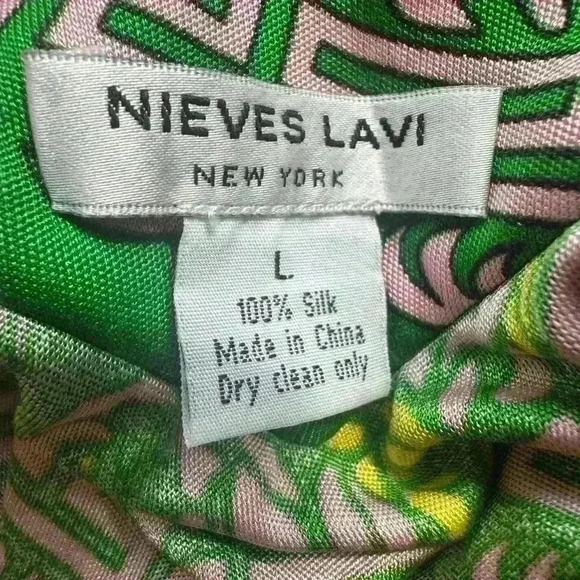 NIEVES LAVI
NEW YORK
L
100% Silk
Made in China
Dry clean only